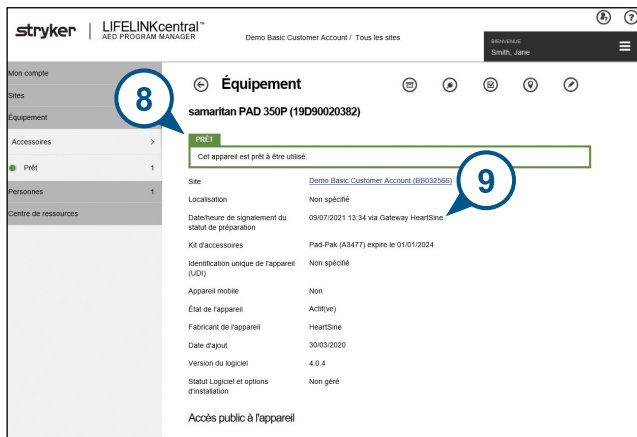 stryker
LIFELINKcentral™
AED PROGRAM MANAGER
Demo Basic Customer Account / Tous les sites
BIENVENUE
Smith, Jane
Mon compte
Sites
Équipement
Accessoires
Prêt 1
Personnes 1
Centre de ressources
8
Équipement
samaritan PAD 350P (19D90020382)
PRÊT
Cet appareil est prêt à être utilisé.
Site Demo Basic Customer Account (BB032566)
9
Localisation Non spécifié
Date/heure de signalement du statut de préparation 09/07/2021 13:34 via Gateway HeartSine
Kit d'accessoires Pad-Pak (A3477) expire le 01/01/2024
Identification unique de l'appareil (UDI) Non spécifié
Appareil mobile Non
État de l'appareil Actif(ve)
Fabricant de l'appareil HeartSine
Date d'ajout 30/03/2020
Version du logiciel 4.0.4
Statut Logiciel et options d'installation Non géré
Accès public à l'appareil